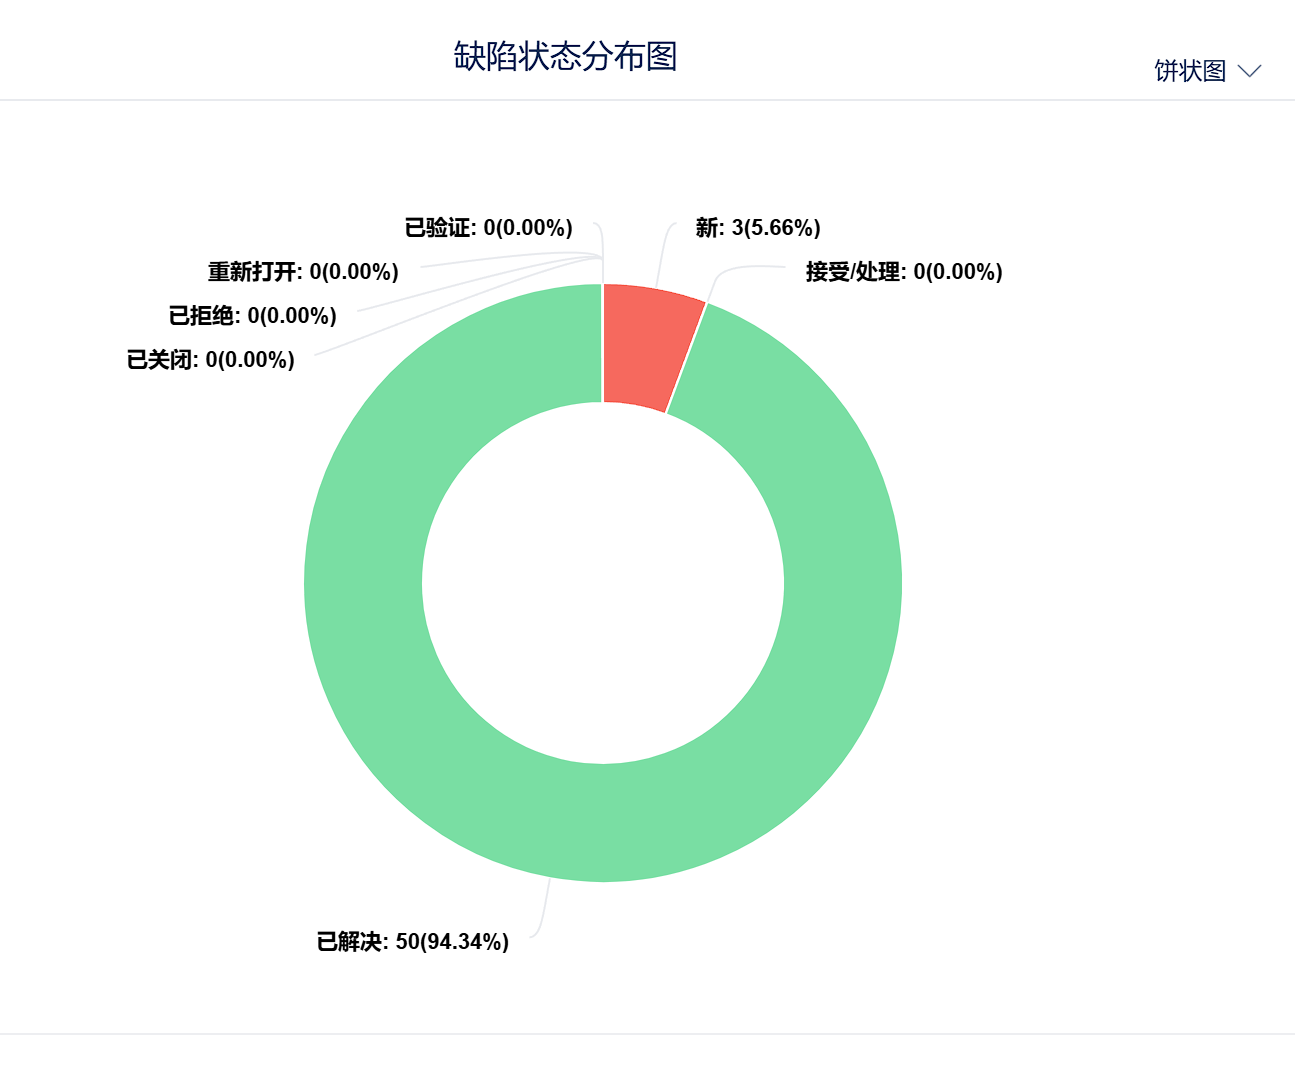 缺陷状态分布图
饼状图
已验证: 0(0.00%)
新: 3(5.66%)
重新打开: 0(0.00%)
接受/处理: 0(0.00%)
已拒绝: 0(0.00%)
已关闭: 0(0.00%)
已解决: 50(94.34%)